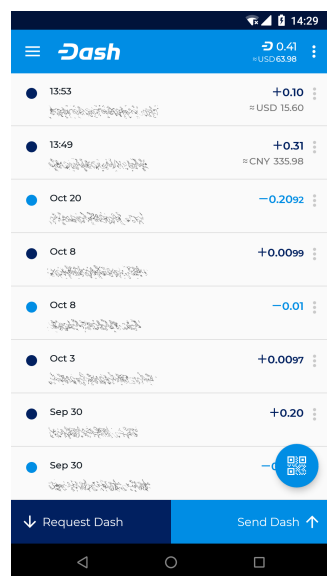 14:29
Dash
0.41
≈ USD 63.98
13:53
+0.10
≈ USD 15.60
13:49
+0.31
≈ CNY 335.98
Oct 20
−0.2092
Oct 8
+0.0099
Oct 8
−0.01
Oct 3
+0.0097
Sep 30
+0.20
Sep 30
Request Dash
Send Dash